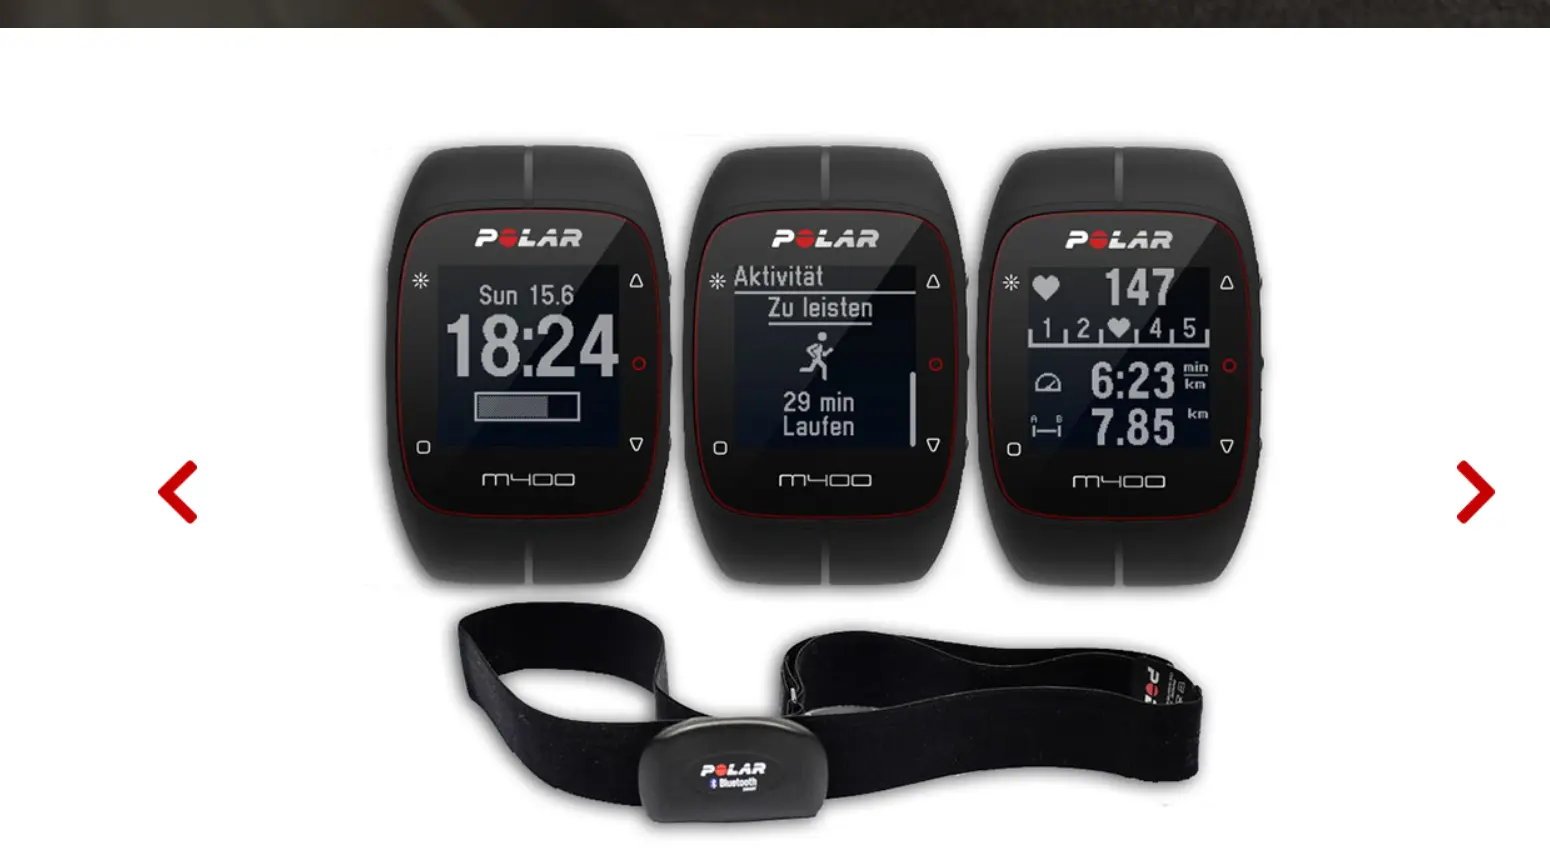 POLAR
Sun 15.6
18:24
M400
POLAR
Aktivität
Zu leisten
29 min
Laufen
M400
POLAR
147
1 2 4 5
6:23 min km
A B
7.85 km
M400
POLAR
POLAR
Bluetooth